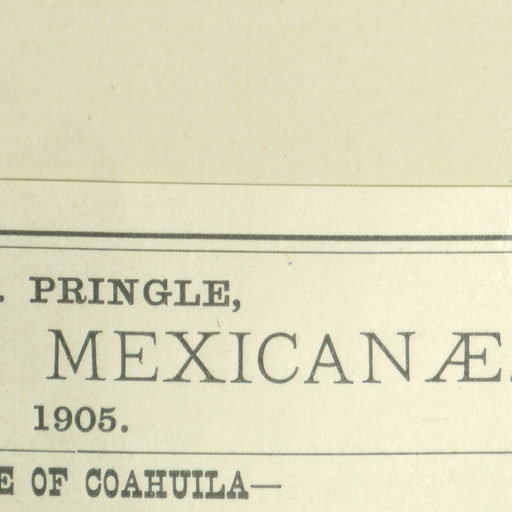 . PRINGLE,
MEXICANÆ.
1905.
E OF COAHUILA—